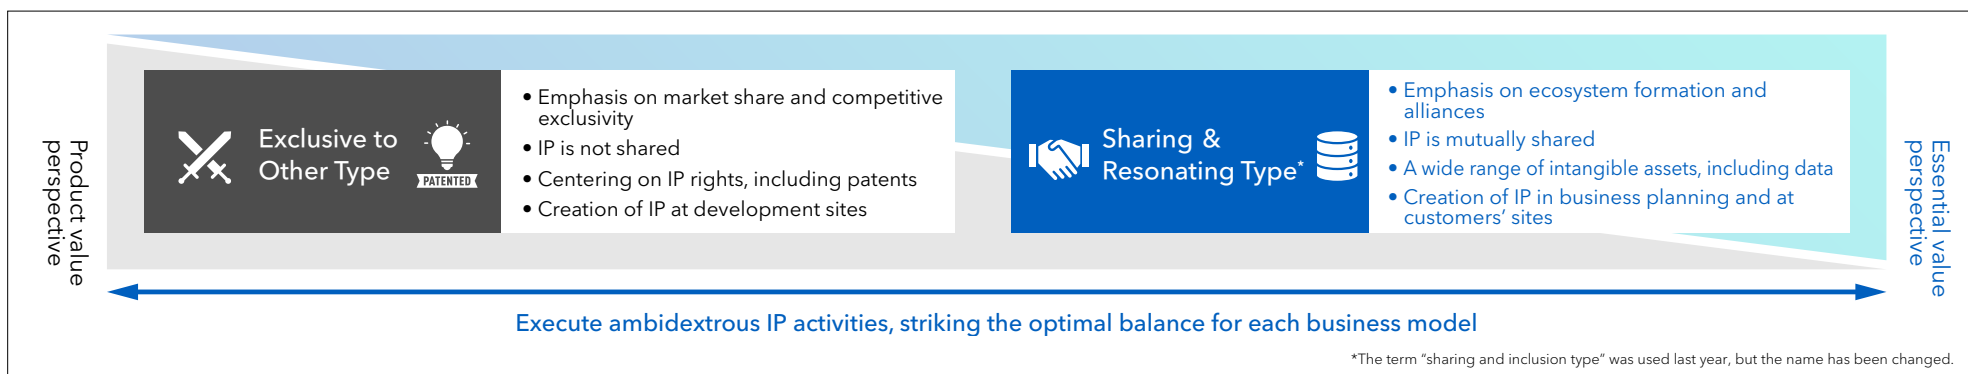 Product value
perspective
Exclusive to
Other Type
PATENTED
• Emphasis on market share and competitive
exclusivity
• IP is not shared
• Centering on IP rights, including patents
• Creation of IP at development sites
Sharing &
Resonating Type*
• Emphasis on ecosystem formation and
alliances
• IP is mutually shared
• A wide range of intangible assets, including data
• Creation of IP in business planning and at
customers’ sites
Essential value
perspective
Execute ambidextrous IP activities, striking the optimal balance for each business model
*The term “sharing and inclusion type” was used last year, but the name has been changed.